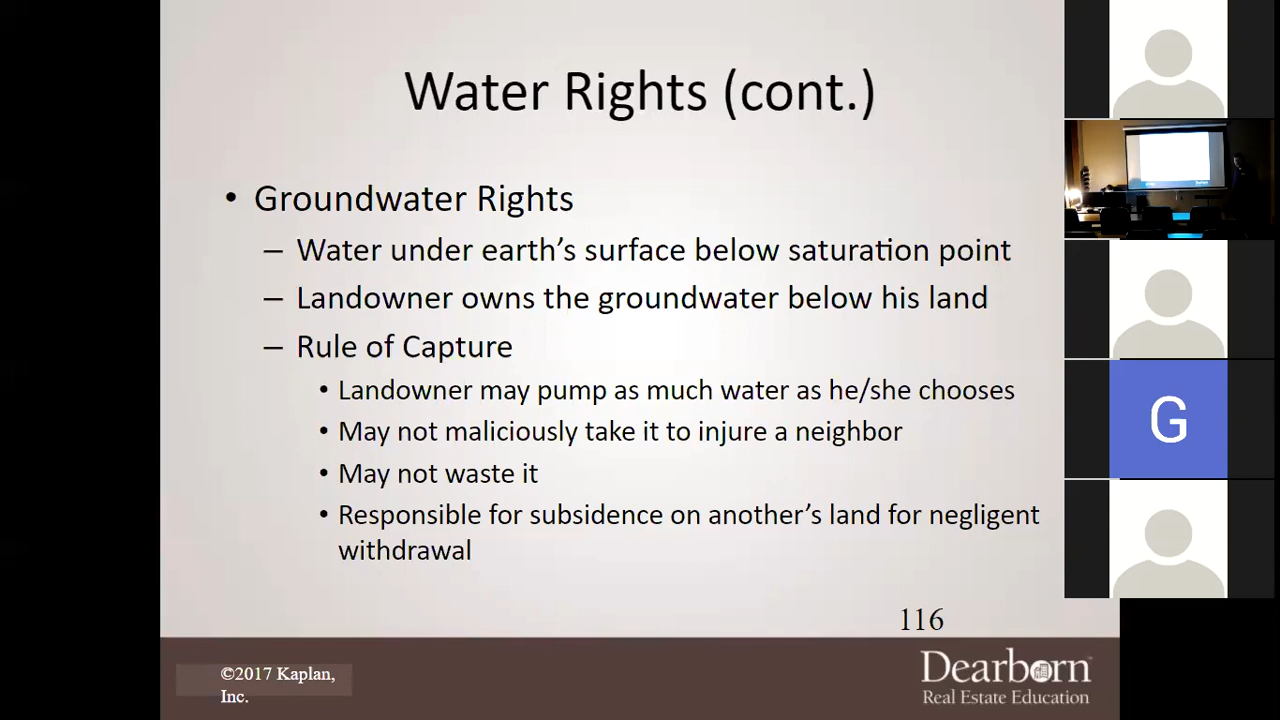 Water Rights (cont.)
• Groundwater Rights
– Water under earth's surface below saturation point
– Landowner owns the groundwater below his land
– Rule of Capture
• Landowner may pump as much water as he/she chooses
• May not maliciously take it to injure a neighbor
• May not waste it
• Responsible for subsidence on another's land for negligent
withdrawal
G
116
©2017 Kaplan,
Inc.
Dearborn
Real Estate Education